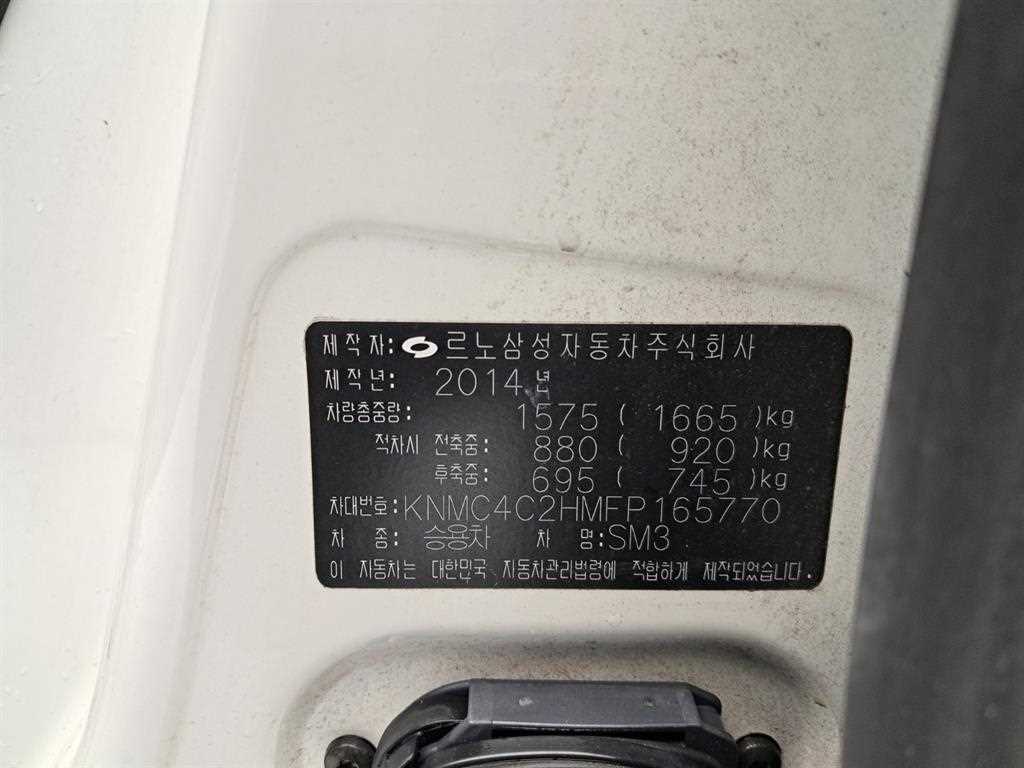 제작자: 르노삼성자동차주식회사
제작년: 2014년
차량총중량: 1575 ( 1665 )kg
적차시 전축중: 880 ( 920 )kg
후축중: 695 ( 745 )kg
차대번호: KNMC4C2HMFP165770
차 종: 승용차 차 명: SM3
이 자동차는 대한민국 자동차관리법령에 적합하게 제작되었습니다.